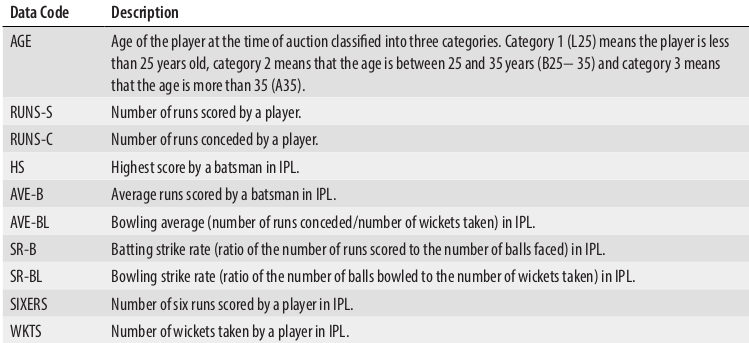 Data Code Description
AGE Age of the player at the time of auction classified into three categories. Category 1 (L25) means the player is less
than 25 years old, category 2 means that the age is between 25 and 35 years (B25– 35) and category 3 means
that the age is more than 35 (A35).
RUNS-S Number of runs scored by a player.
RUNS-C Number of runs conceded by a player.
HS Highest score by a batsman in IPL.
AVE-B Average runs scored by a batsman in IPL.
AVE-BL Bowling average (number of runs conceded/number of wickets taken) in IPL.
SR-B Batting strike rate (ratio of the number of runs scored to the number of balls faced) in IPL.
SR-BL Bowling strike rate (ratio of the number of balls bowled to the number of wickets taken) in IPL.
SIXERS Number of six runs scored by a player in IPL.
WKTS Number of wickets taken by a player in IPL.